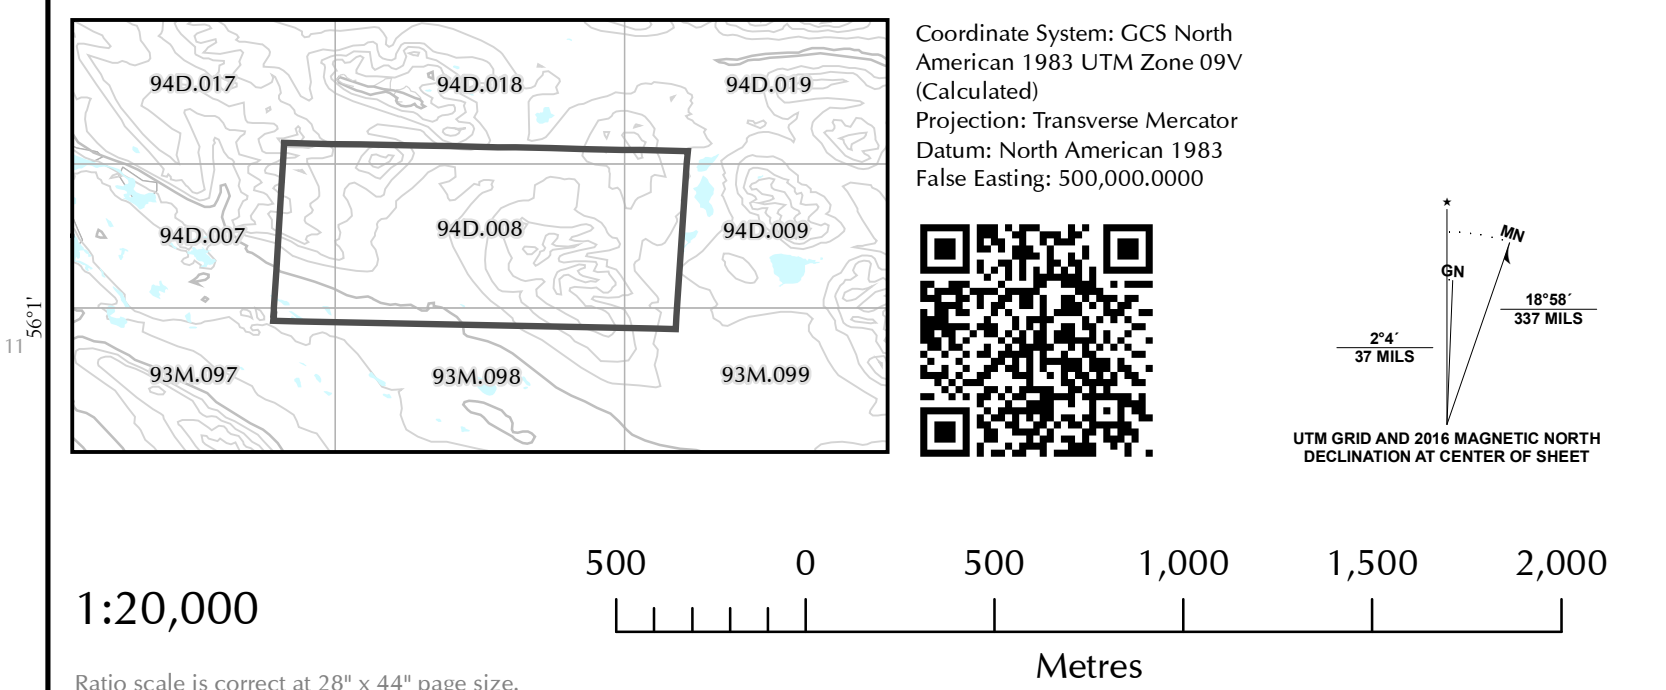 94D.017 94D.018 94D.019
94D.007 94D.008 94D.009
93M.097 93M.098 93M.099
11
56°1'
Coordinate System: GCS North
American 1983 UTM Zone 09V
(Calculated)
Projection: Transverse Mercator
Datum: North American 1983
False Easting: 500,000.0000
MN
GN
18°58´
337 MILS
2°4´
37 MILS
UTM GRID AND 2016 MAGNETIC NORTH
DECLINATION AT CENTER OF SHEET
1:20,000
500 0 500 1,000 1,500 2,000
Metres
Ratio scale is correct at 28" x 44" page size.